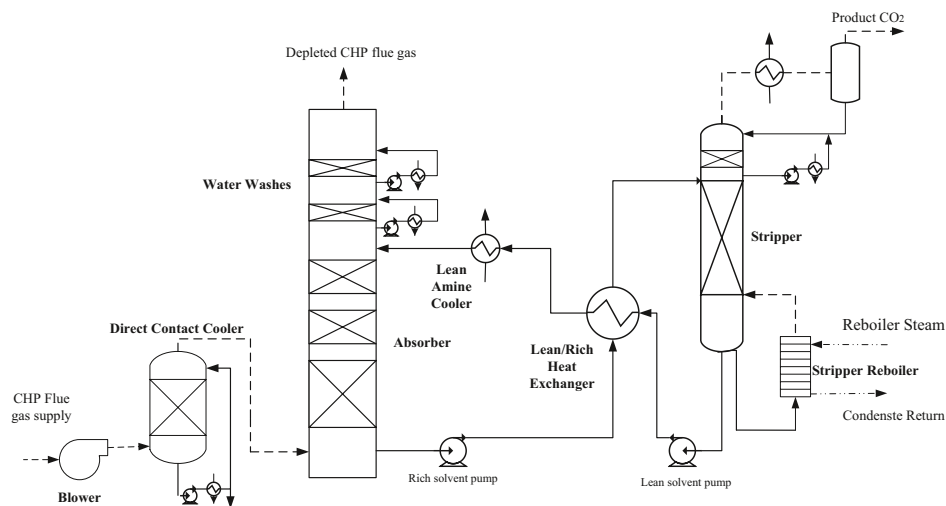 Product CO2
Depleted CHP flue gas
Water Washes
Stripper
Lean
Amine
Cooler
Direct Contact Cooler
Absorber
Reboiler Steam
Lean/Rich
Heat
Exchanger
Stripper Reboiler
CHP Flue
gas supply
Condenste Return
Blower
Rich solvent pump
Lean solvent pump